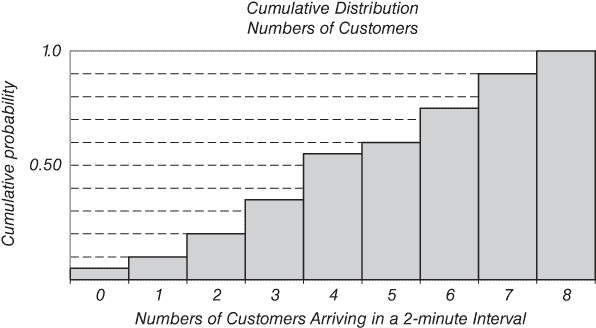 Cumulative Distribution
Numbers of Customers
1.0
0.50
Cumulative probability
0 1 2 3 4 5 6 7 8
Numbers of Customers Arriving in a 2-minute Interval